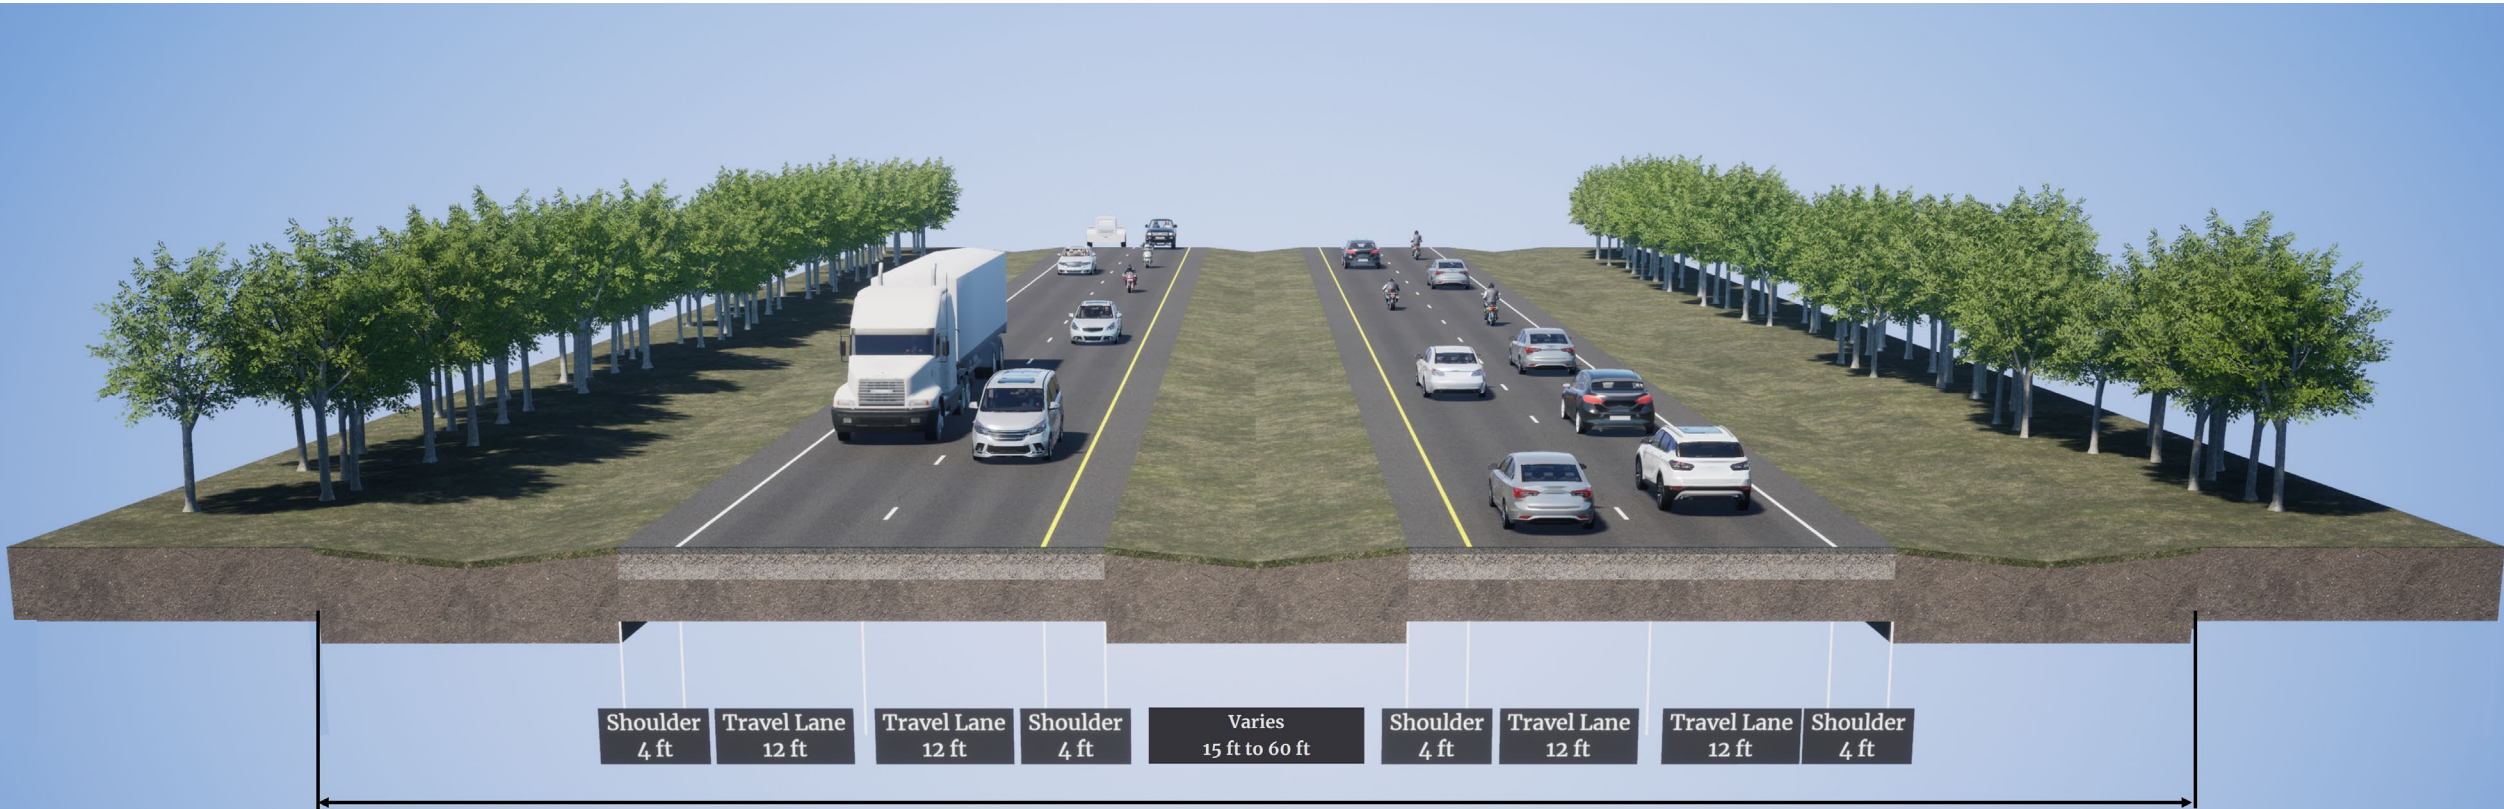 Shoulder
4 ft
Travel Lane
12 ft
Travel Lane
12 ft
Shoulder
4 ft
Varies
15 ft to 60 ft
Shoulder
4 ft
Travel Lane
12 ft
Travel Lane
12 ft
Shoulder
4 ft